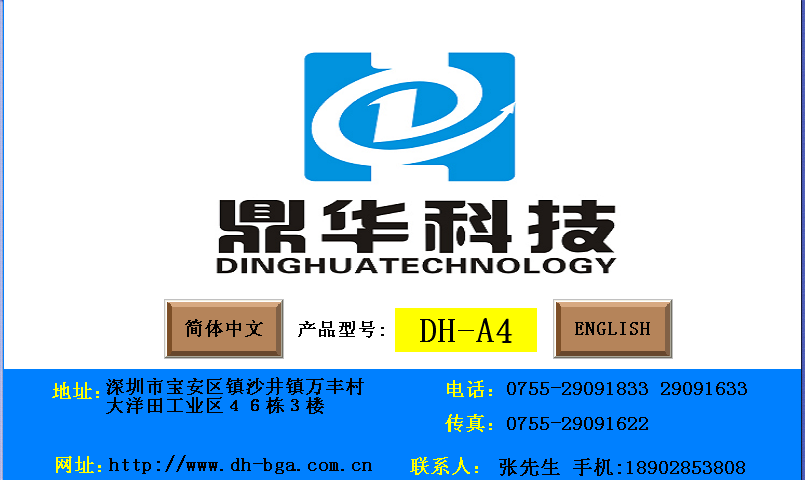 鼎华科技
DINGHUATECHNOLOGY
简体中文 产品型号: DH-A4 ENGLISH
地址: 深圳市宝安区镇沙井镇万丰村
大洋田工业区46栋3楼
电话: 0755-29091833 29091633
传真: 0755-29091622
网址: http://www.dh-bga.com.cn
联系人: 张先生 手机:18902853808